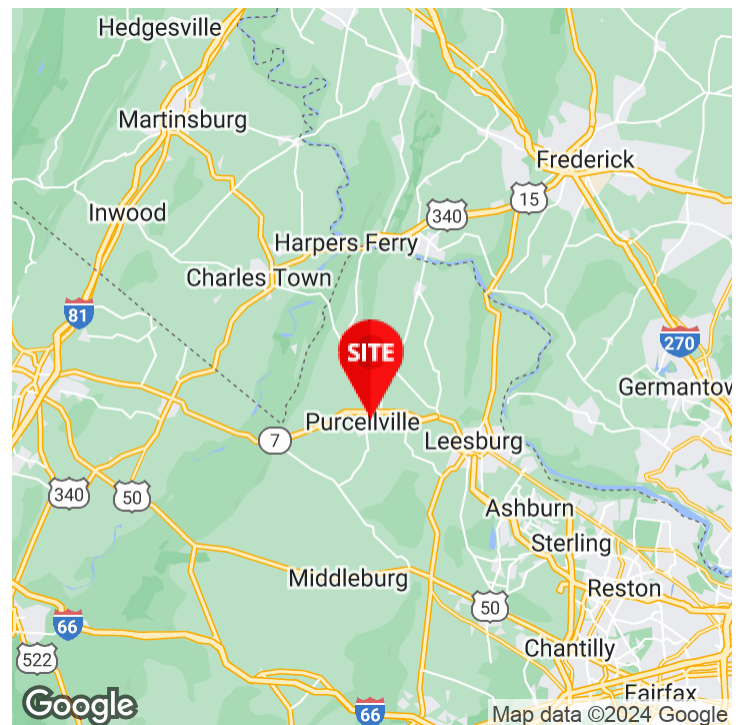 Hedgesville
Martinsburg
Frederick
15
Inwood
340
Harpers Ferry
Charles Town
81
SITE
270
Germantow
Purcellville
7
Leesburg
340
50
Ashburn
Sterling
Middleburg
Reston
50
66
Chantilly
522
Fairfax
Google
66
Map data ©2024 Google